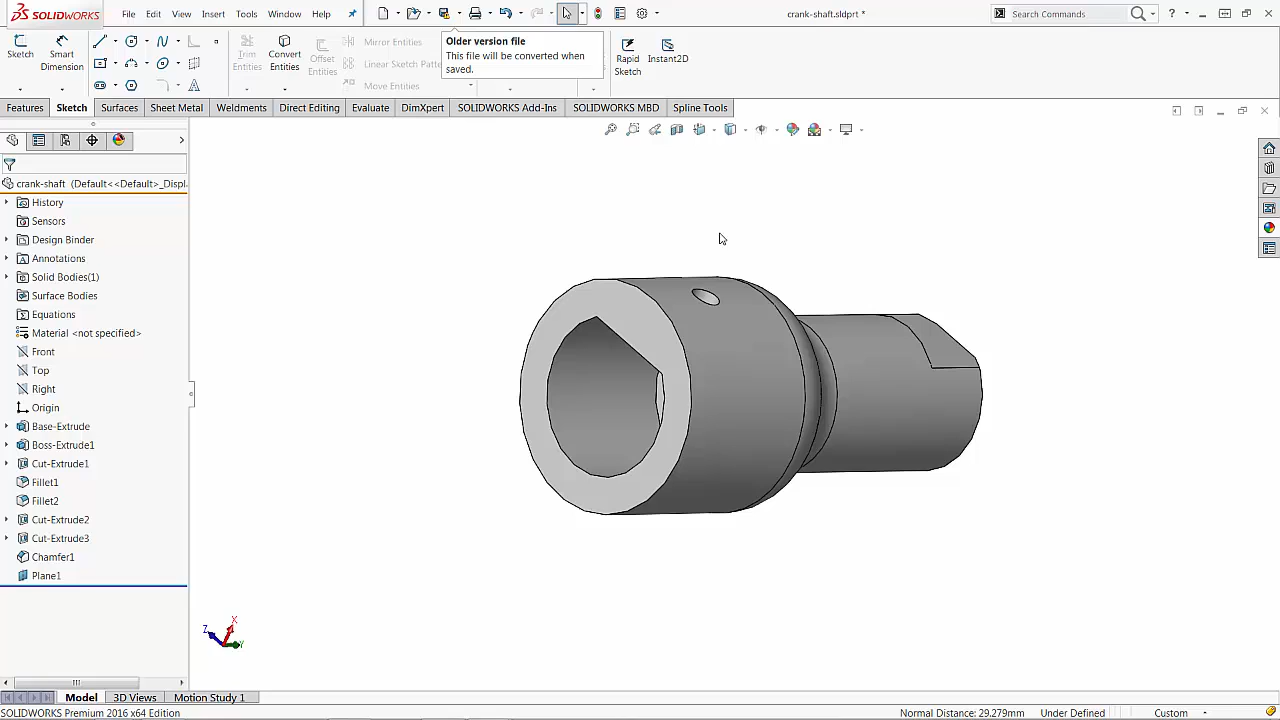 SOLIDWORKS File Edit View Insert Tools Window Help crank-shaft.sldprt * Search Commands ?
Older version file
This file will be converted when
saved.
Sketch Smart Dimension Trim Entities Convert Entities Offset Entities Rapid Sketch Instant2D
Mirror Entities
Linear Sketch Patte
Move Entities
Features Sketch Surfaces Sheet Metal Weldments Direct Editing Evaluate DimXpert SOLIDWORKS Add-Ins SOLIDWORKS MBD Spline Tools
crank-shaft (Default<<Default>_Displ
History
Sensors
Design Binder
Annotations
Solid Bodies(1)
Surface Bodies
Equations
Material <not specified>
Front
Top
Right
Origin
Base-Extrude
Boss-Extrude1
Cut-Extrude1
Fillet1
Fillet2
Cut-Extrude2
Cut-Extrude3
Chamfer1
Plane1
X
Z
Y
Model 3D Views Motion Study 1
SOLIDWORKS Premium 2016 x64 Edition Normal Distance: 29.279mm Under Defined Custom